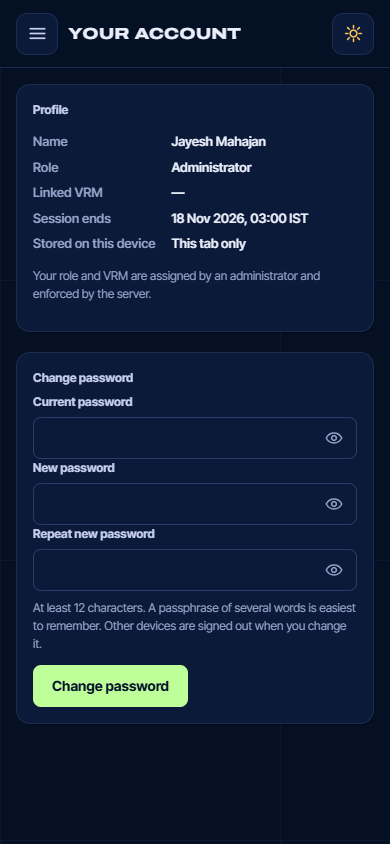 YOUR ACCOUNT
Profile
Name Jayesh Mahajan
Role Administrator
Linked VRM —
Session ends 18 Nov 2026, 03:00 IST
Stored on this device This tab only
Your role and VRM are assigned by an administrator and
enforced by the server.
Change password
Current password
New password
Repeat new password
At least 12 characters. A passphrase of several words is easiest
to remember. Other devices are signed out when you change
it.
Change password